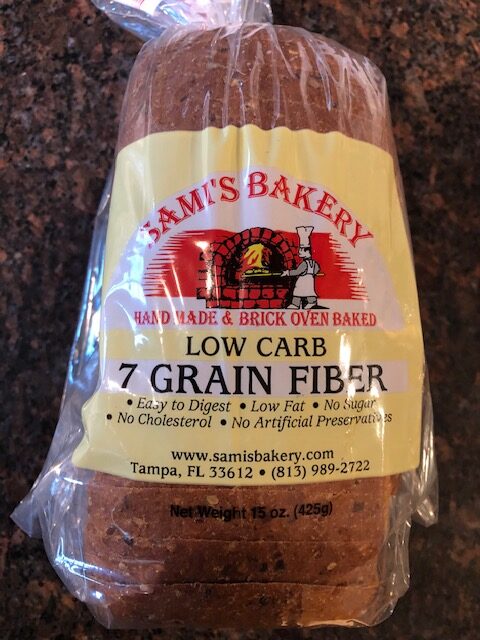 SAMI'S BAKERY
HAND MADE & BRICK OVEN BAKED
LOW CARB
7 GRAIN FIBER
• Easy to Digest • Low Fat • No Sugar
• No Cholesterol • No Artificial Preservatives
www.samisbakery.com
Tampa, FL 33612 • (813) 989-2722
Net Weight 15 oz. (425g)